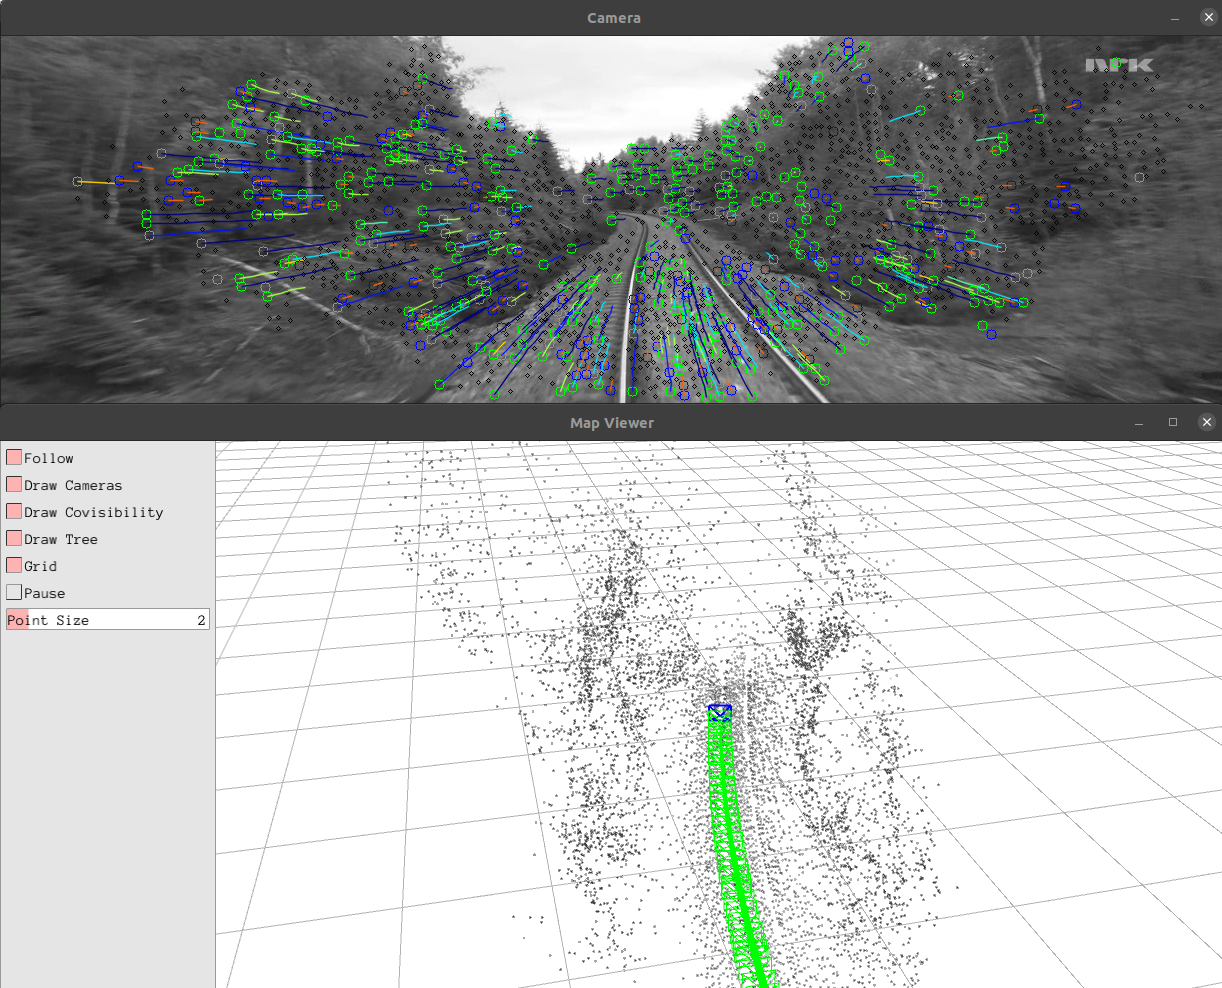 Camera
nrk
Map Viewer
Follow
Draw Cameras
Draw Covisibility
Draw Tree
Grid
Pause
Point Size 2